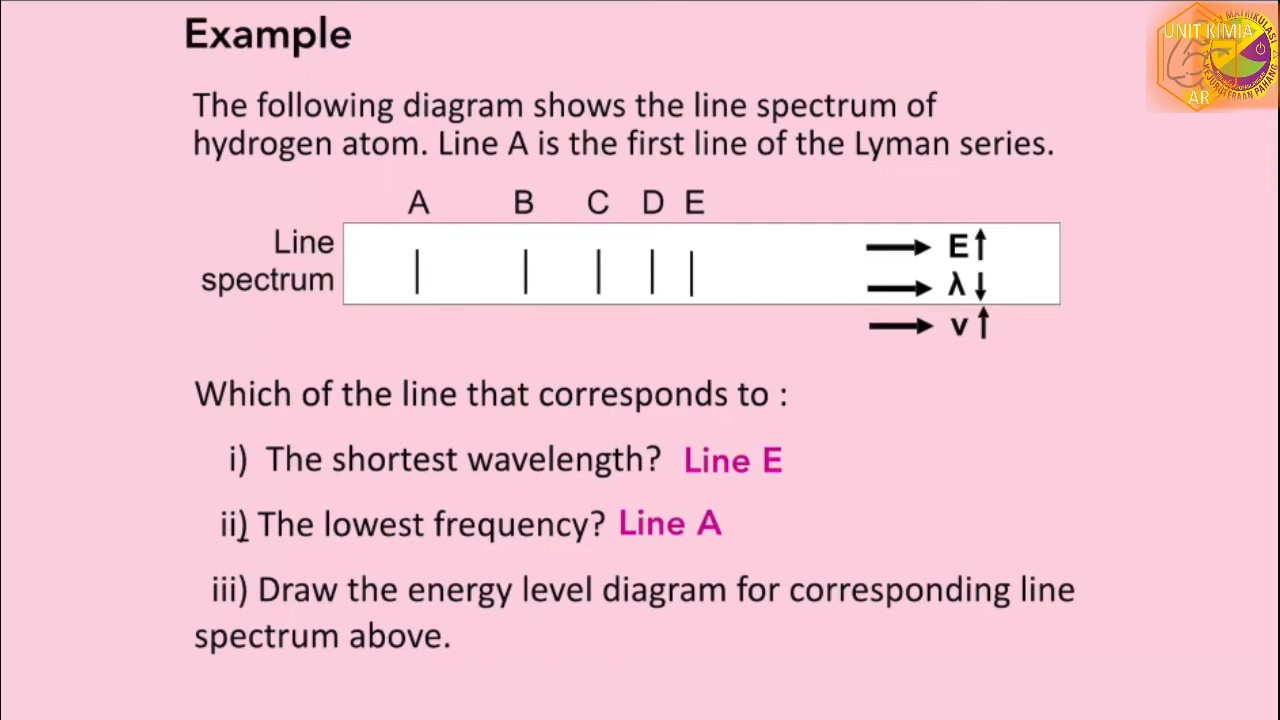 Example
UNIT KIMIA
AR
The following diagram shows the line spectrum of
hydrogen atom. Line A is the first line of the Lyman series.
A B C D E
Line
spectrum
E↑
λ↓
v↑
Which of the line that corresponds to :
i) The shortest wavelength? Line E
ii) The lowest frequency? Line A
iii) Draw the energy level diagram for corresponding line
spectrum above.